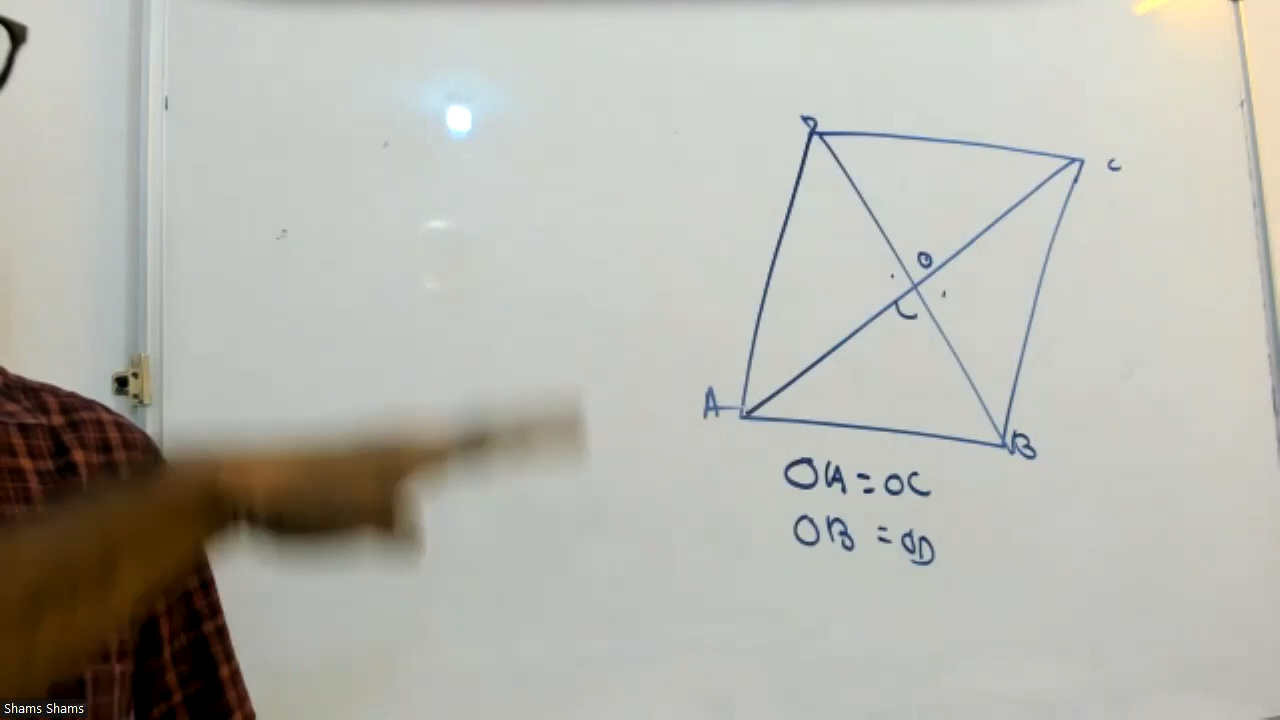 D
C
O
A
B
OA = OC
OB = OD
Shams Shams